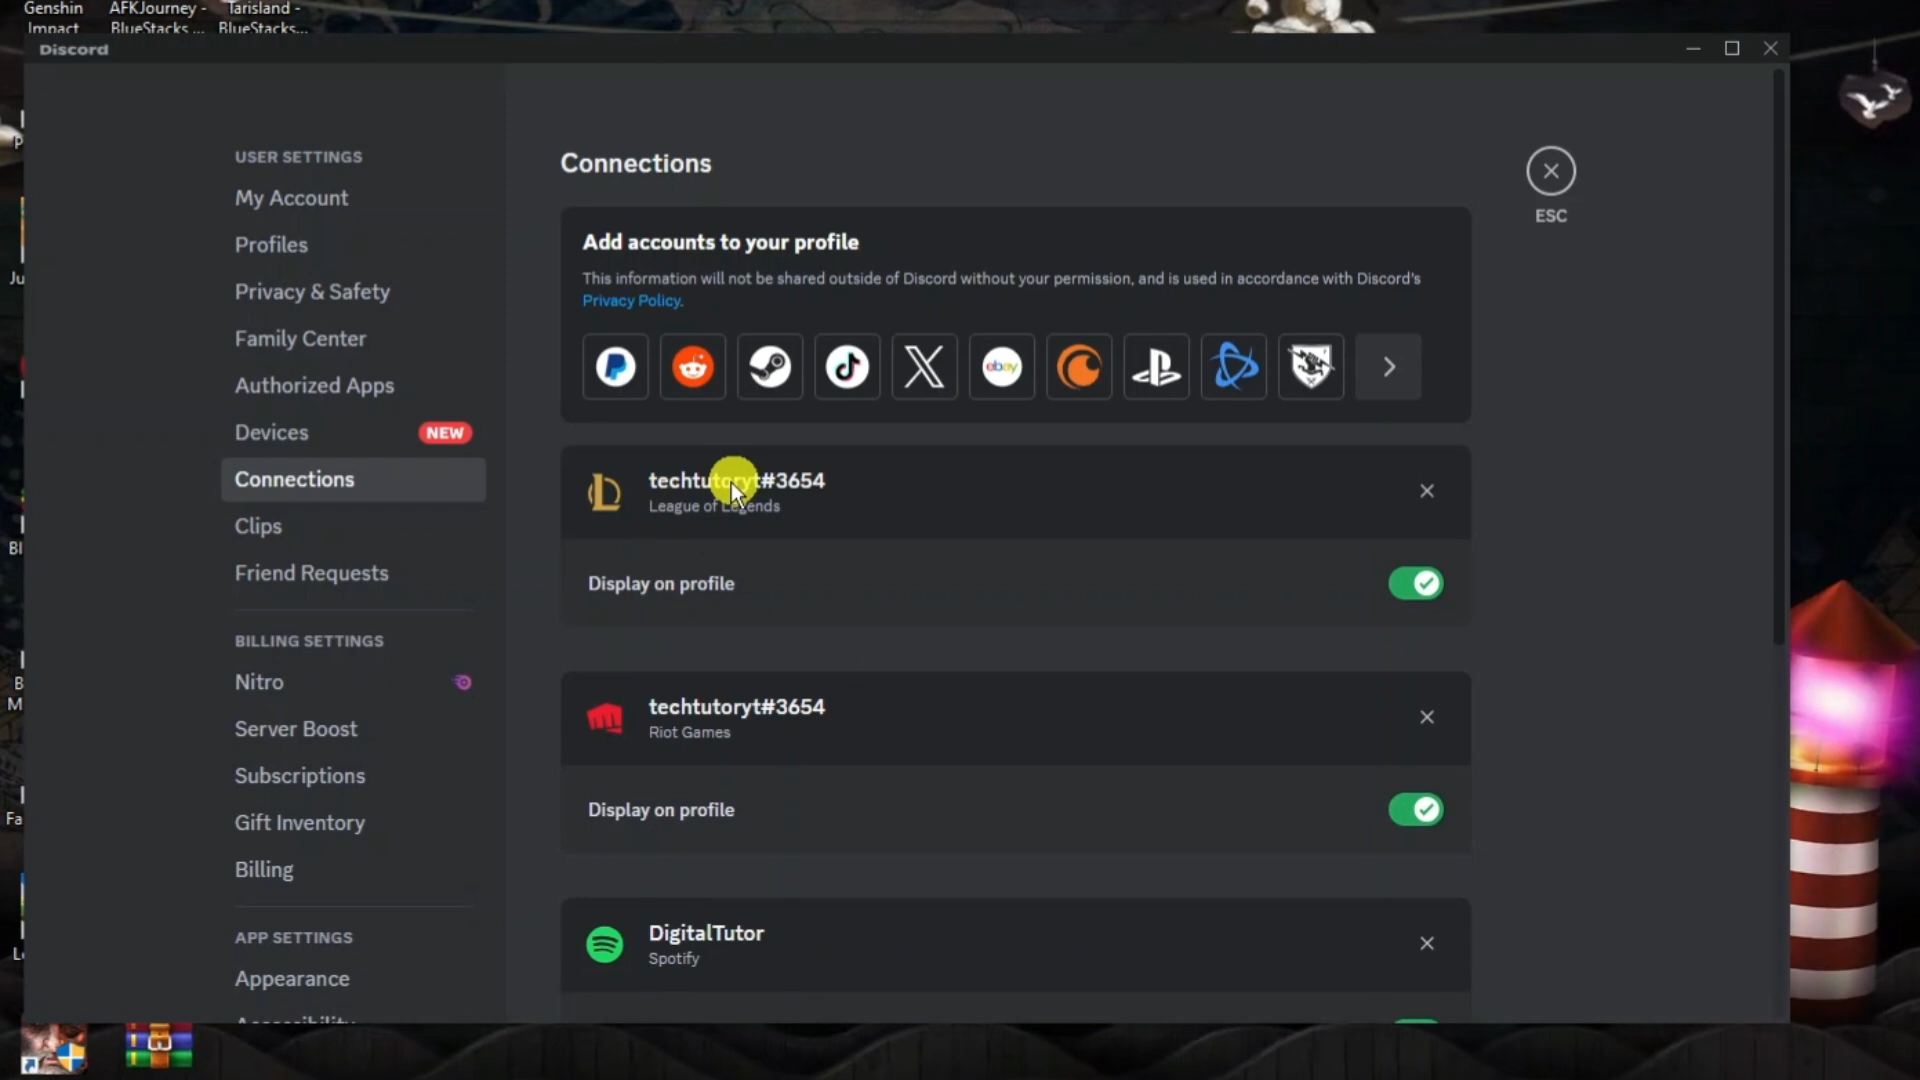 Genshin
Impact
AFKJourney -
BlueStacks ...
Tarisland -
BlueStacks...
Discord
USER SETTINGS
My Account
Profiles
Privacy & Safety
Family Center
Authorized Apps
Devices
NEW
Connections
Clips
Friend Requests
BILLING SETTINGS
Nitro
Server Boost
Subscriptions
Gift Inventory
Billing
APP SETTINGS
Appearance
Connections
ESC
Add accounts to your profile
This information will not be shared outside of Discord without your permission, and is used in accordance with Discord's
Privacy Policy.
ebay
techtutoryt#3654
League of Legends
Display on profile
techtutoryt#3654
Riot Games
Display on profile
DigitalTutor
Spotify